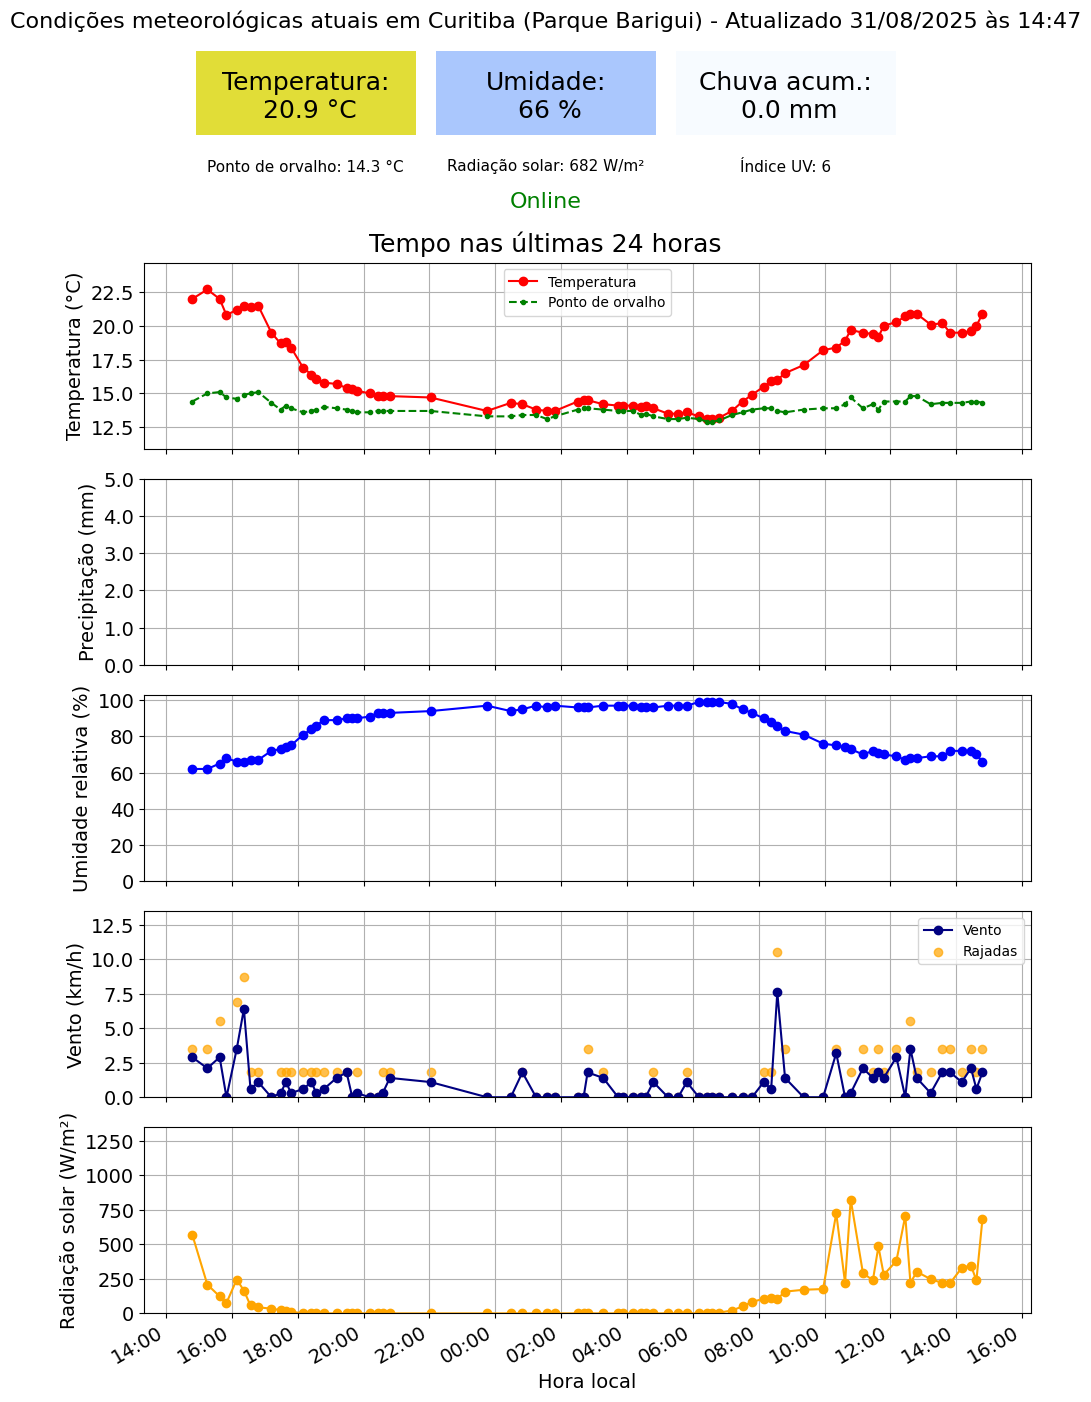 Condições meteorológicas atuais em Curitiba (Parque Barigui) - Atualizado 31/08/2025 às 14:47
Temperatura:
20.9 °C
Umidade:
66 %
Chuva acum.:
0.0 mm
Ponto de orvalho: 14.3 °C
Radiação solar: 682 W/m²
Índice UV: 6
Online
Tempo nas últimas 24 horas
Temperatura (°C)
22.5
20.0
17.5
15.0
12.5
Temperatura
Ponto de orvalho
Precipitação (mm)
5.0
4.0
3.0
2.0
1.0
0.0
Umidade relativa (%)
100
80
60
40
20
0
Vento (km/h)
12.5
10.0
7.5
5.0
2.5
0.0
Vento
Rajadas
Radiação solar (W/m²)
1250
1000
750
500
250
0
14:00
16:00
18:00
20:00
22:00
00:00
02:00
04:00
06:00
08:00
10:00
12:00
14:00
16:00
Hora local